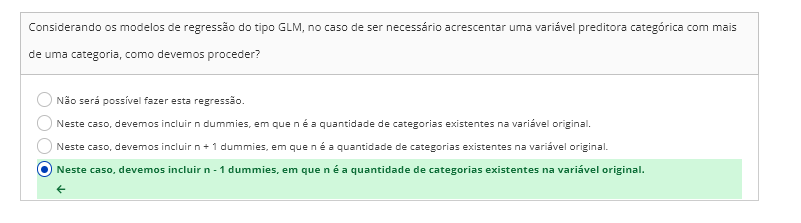 Considerando os modelos de regressão do tipo GLM, no caso de ser necessário acrescentar uma variável preditora categórica com mais
de uma categoria, como devemos proceder?
Não será possível fazer esta regressão.
Neste caso, devemos incluir n dummies, em que n é a quantidade de categorias existentes na variável original.
Neste caso, devemos incluir n + 1 dummies, em que n é a quantidade de categorias existentes na variável original.
Neste caso, devemos incluir n - 1 dummies, em que n é a quantidade de categorias existentes na variável original.
←